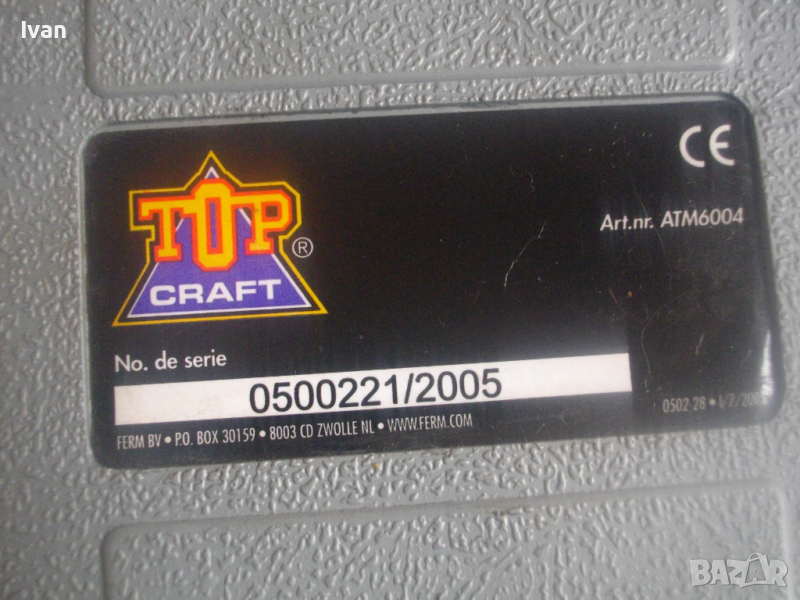 Ivan
CE
TOP
CRAFT
®
Art.nr. ATM6004
No. de serie
0500221/2005
FERM BV • P.O. BOX 30159 • 8003 CD ZWOLLE NL • WWW.FERM.COM
0502-28 •
BAZAR